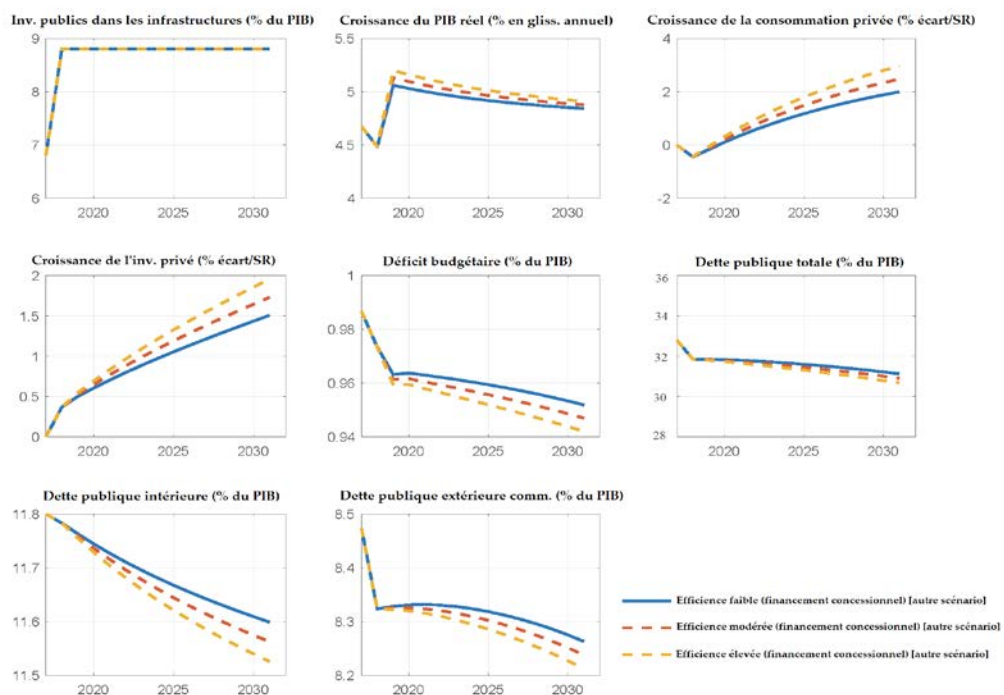 Inv. publics dans les infrastructures (% du PIB)
9
8
7
6
2020 2025 2030
Croissance du PIB réel (% en gliss. annuel)
5.5
5
4.5
4
2020 2025 2030
Croissance de la consommation privée (% écart/SR)
4
2
0
-2
2020 2025 2030
Croissance de l'inv. privé (% écart/SR)
2
1.5
1
0.5
0
2020 2025 2030
Déficit budgétaire (% du PIB)
1
0.98
0.96
0.94
2020 2025 2030
Dette publique totale (% du PIB)
36
34
32
30
28
2020 2025 2030
Dette publique intérieure (% du PIB)
11.8
11.7
11.6
11.5
2020 2025 2030
Dette publique extérieure comm. (% du PIB)
8.5
8.4
8.3
8.2
2020 2025 2030
Efficience faible (financement concessionnel) [autre scénario]
Efficience modérée (financement concessionnel) [autre scénario]
Efficience élevée (financement concessionnel) [autre scénario]